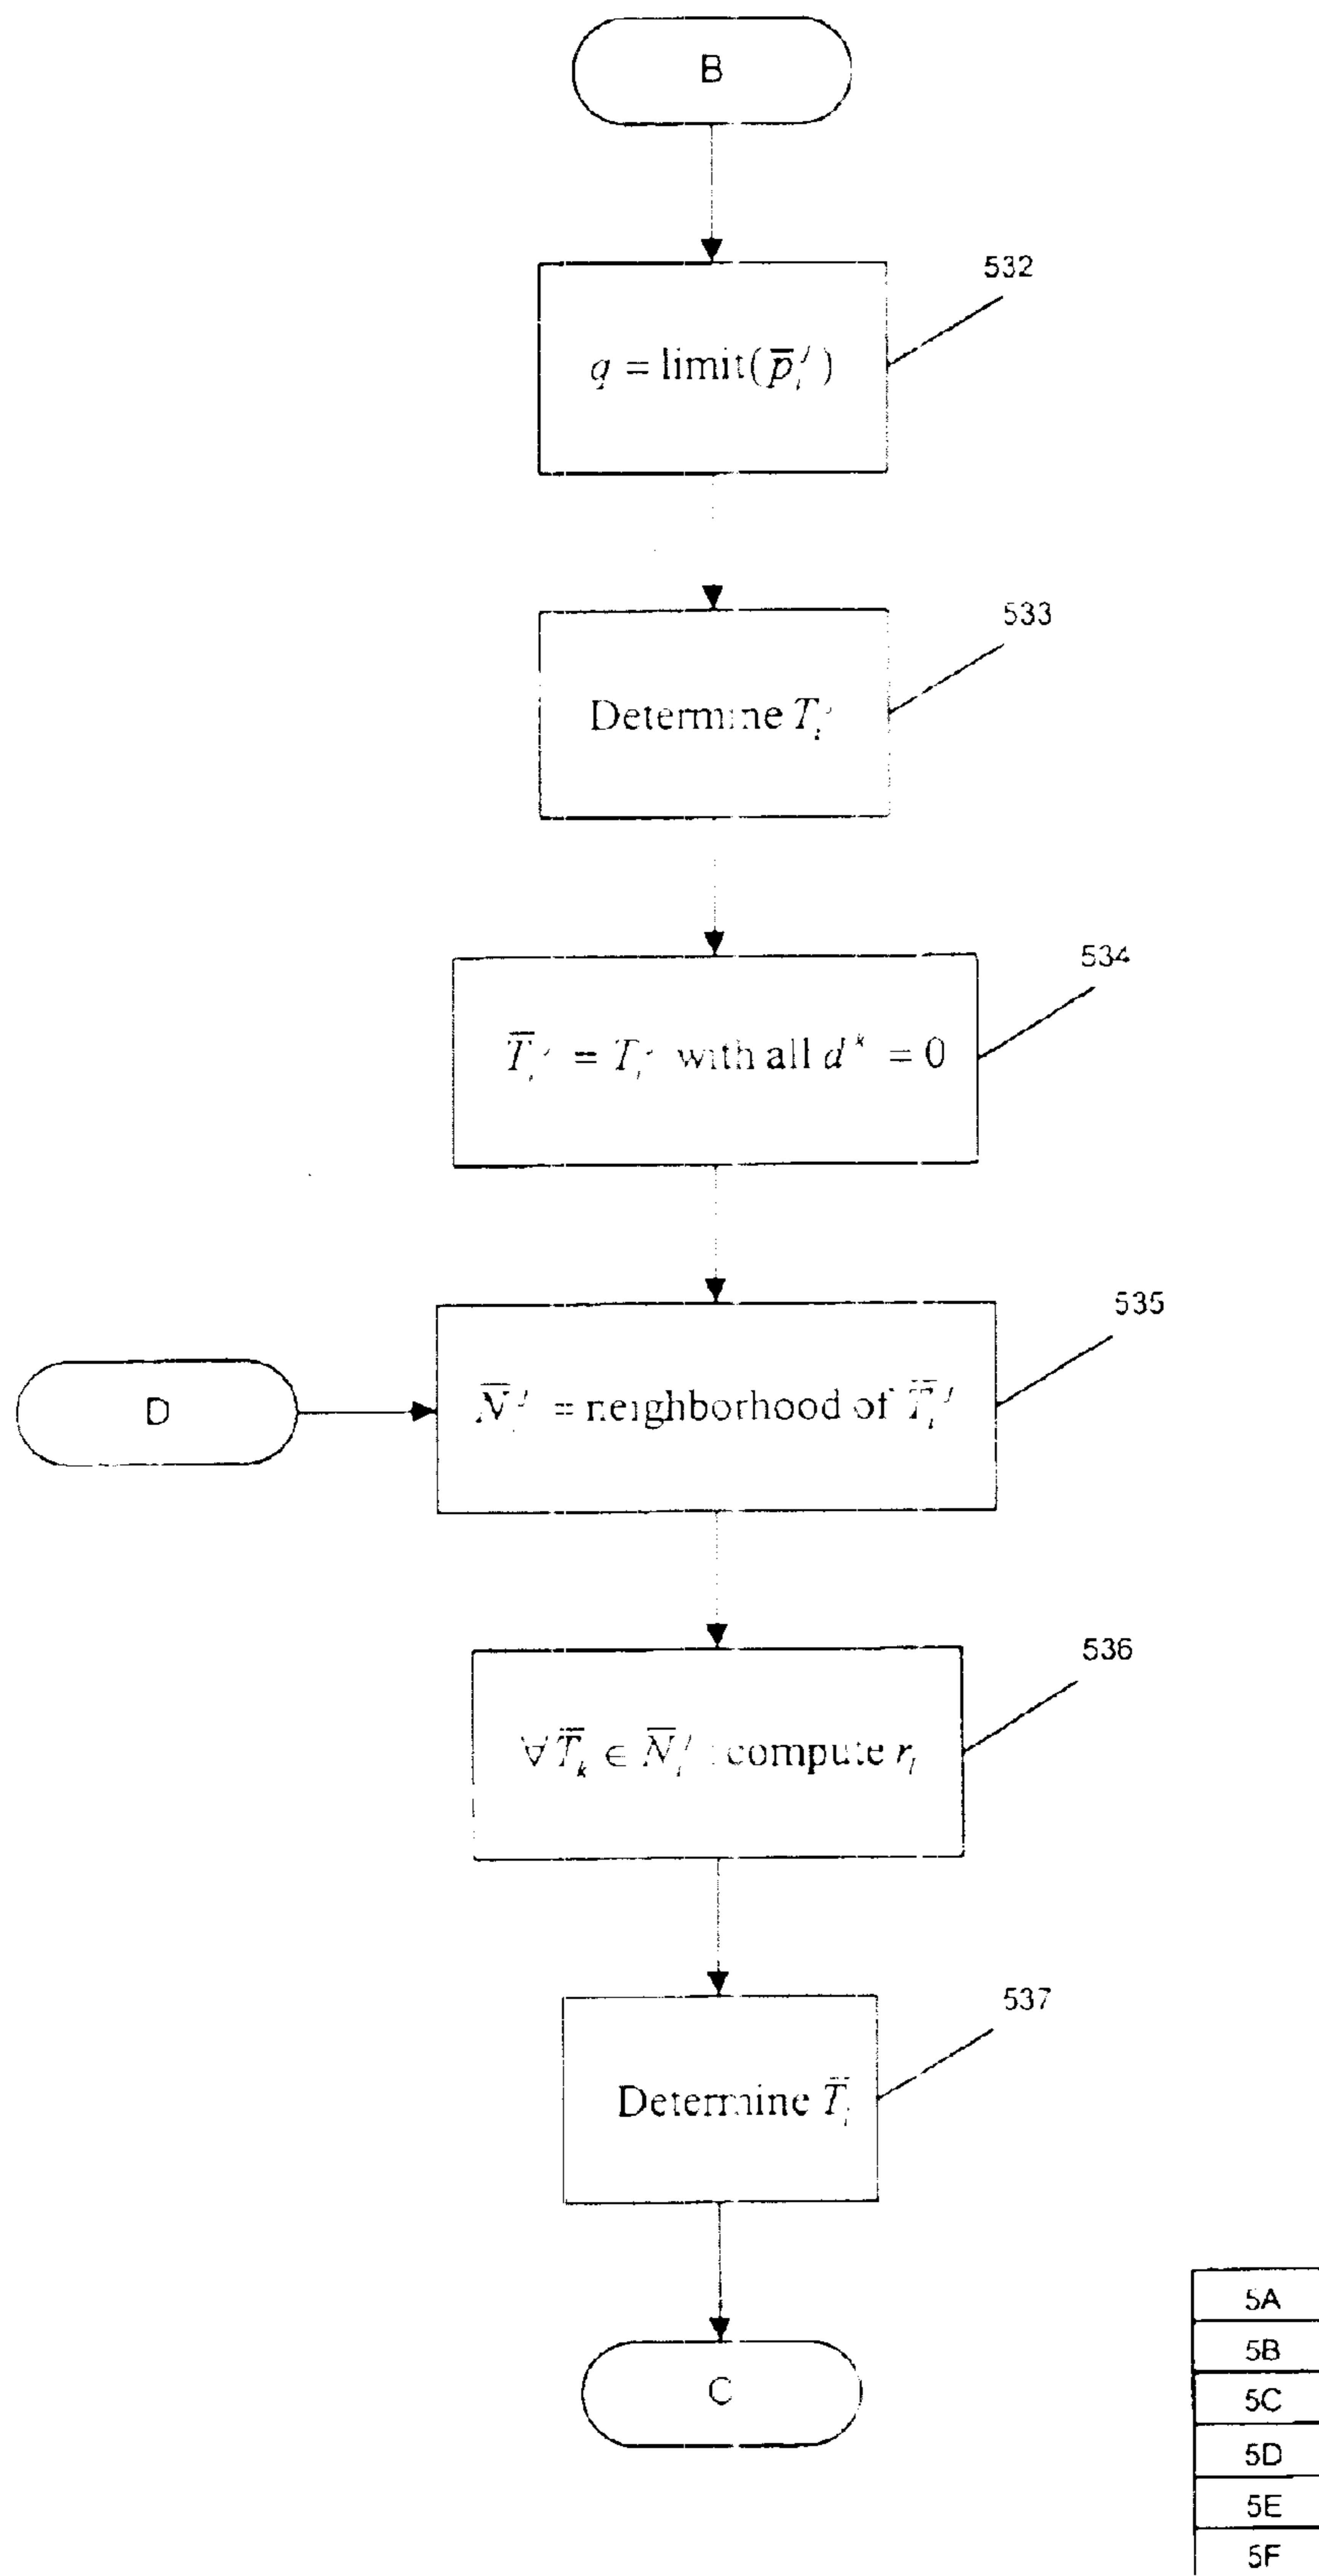 B
532
q = limit(p̅ᵢʲ)
533
Determine Tᵢʲ
534
T̅ᵢʲ = Tᵢʲ with all dᵏ = 0
535
D
N̅ᵢʲ = neighborhood of T̅ᵢʲ
536
∀ T̅ₖ ∈ N̅ᵢʲ : compute rₗ
537
Determine T̅ₗ
C
5A
5B
5C
5D
5E
5F